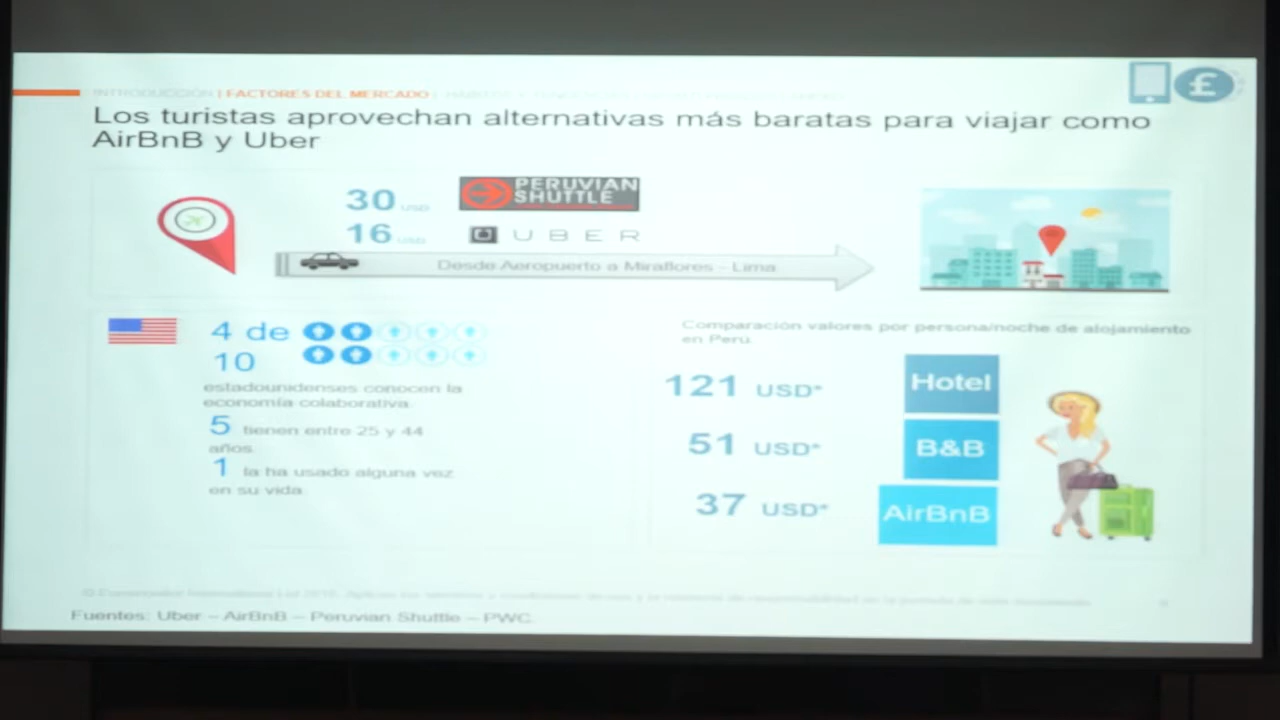 INTRODUCCIÓN | FACTORES DEL MERCADO |
Los turistas aprovechan alternativas más baratas para viajar como
AirBnB y Uber
30 USD
PERUVIAN
SHUTTLE
16 USD
UBER
Desde Aeropuerto a Miraflores – Lima
4 de
10
estadounidenses conocen la
economía colaborativa.
5 tienen entre 25 y 44
años.
1 la ha usado alguna vez
en su vida.
Comparación valores por persona/noche de alojamiento
en Peru.
121 USD*
Hotel
51 USD*
B&B
37 USD*
AirBnB
Fuentes: Uber – AirBnB – Peruvian Shuttle – PWC.